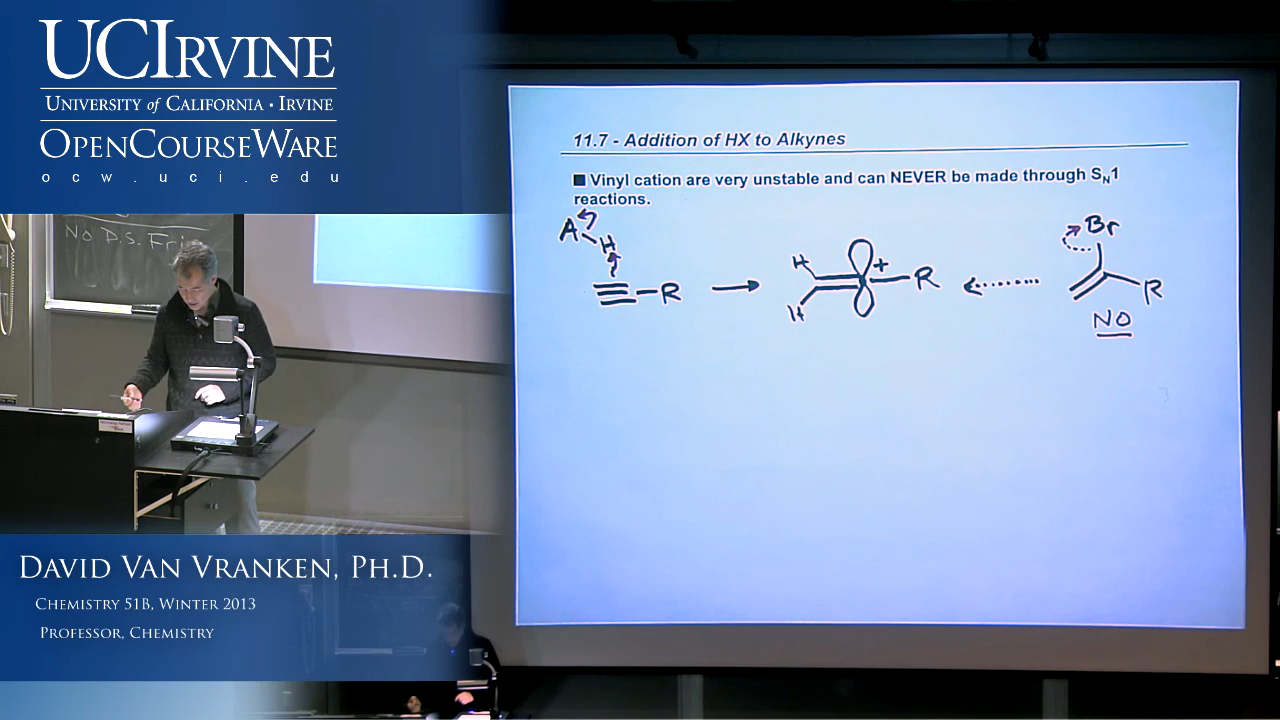 UCIRVINE
UNIVERSITY of CALIFORNIA • IRVINE
OPENCOURSEWARE
ocw.uci.edu
No D.S. Fri
11.7 - Addition of HX to Alkynes
■ Vinyl cation are very unstable and can NEVER be made through SN1
reactions.
A
H
R
H
H
+
R
Br
R
NO
DAVID VAN VRANKEN, PH.D.
CHEMISTRY 51B, WINTER 2013
PROFESSOR, CHEMISTRY